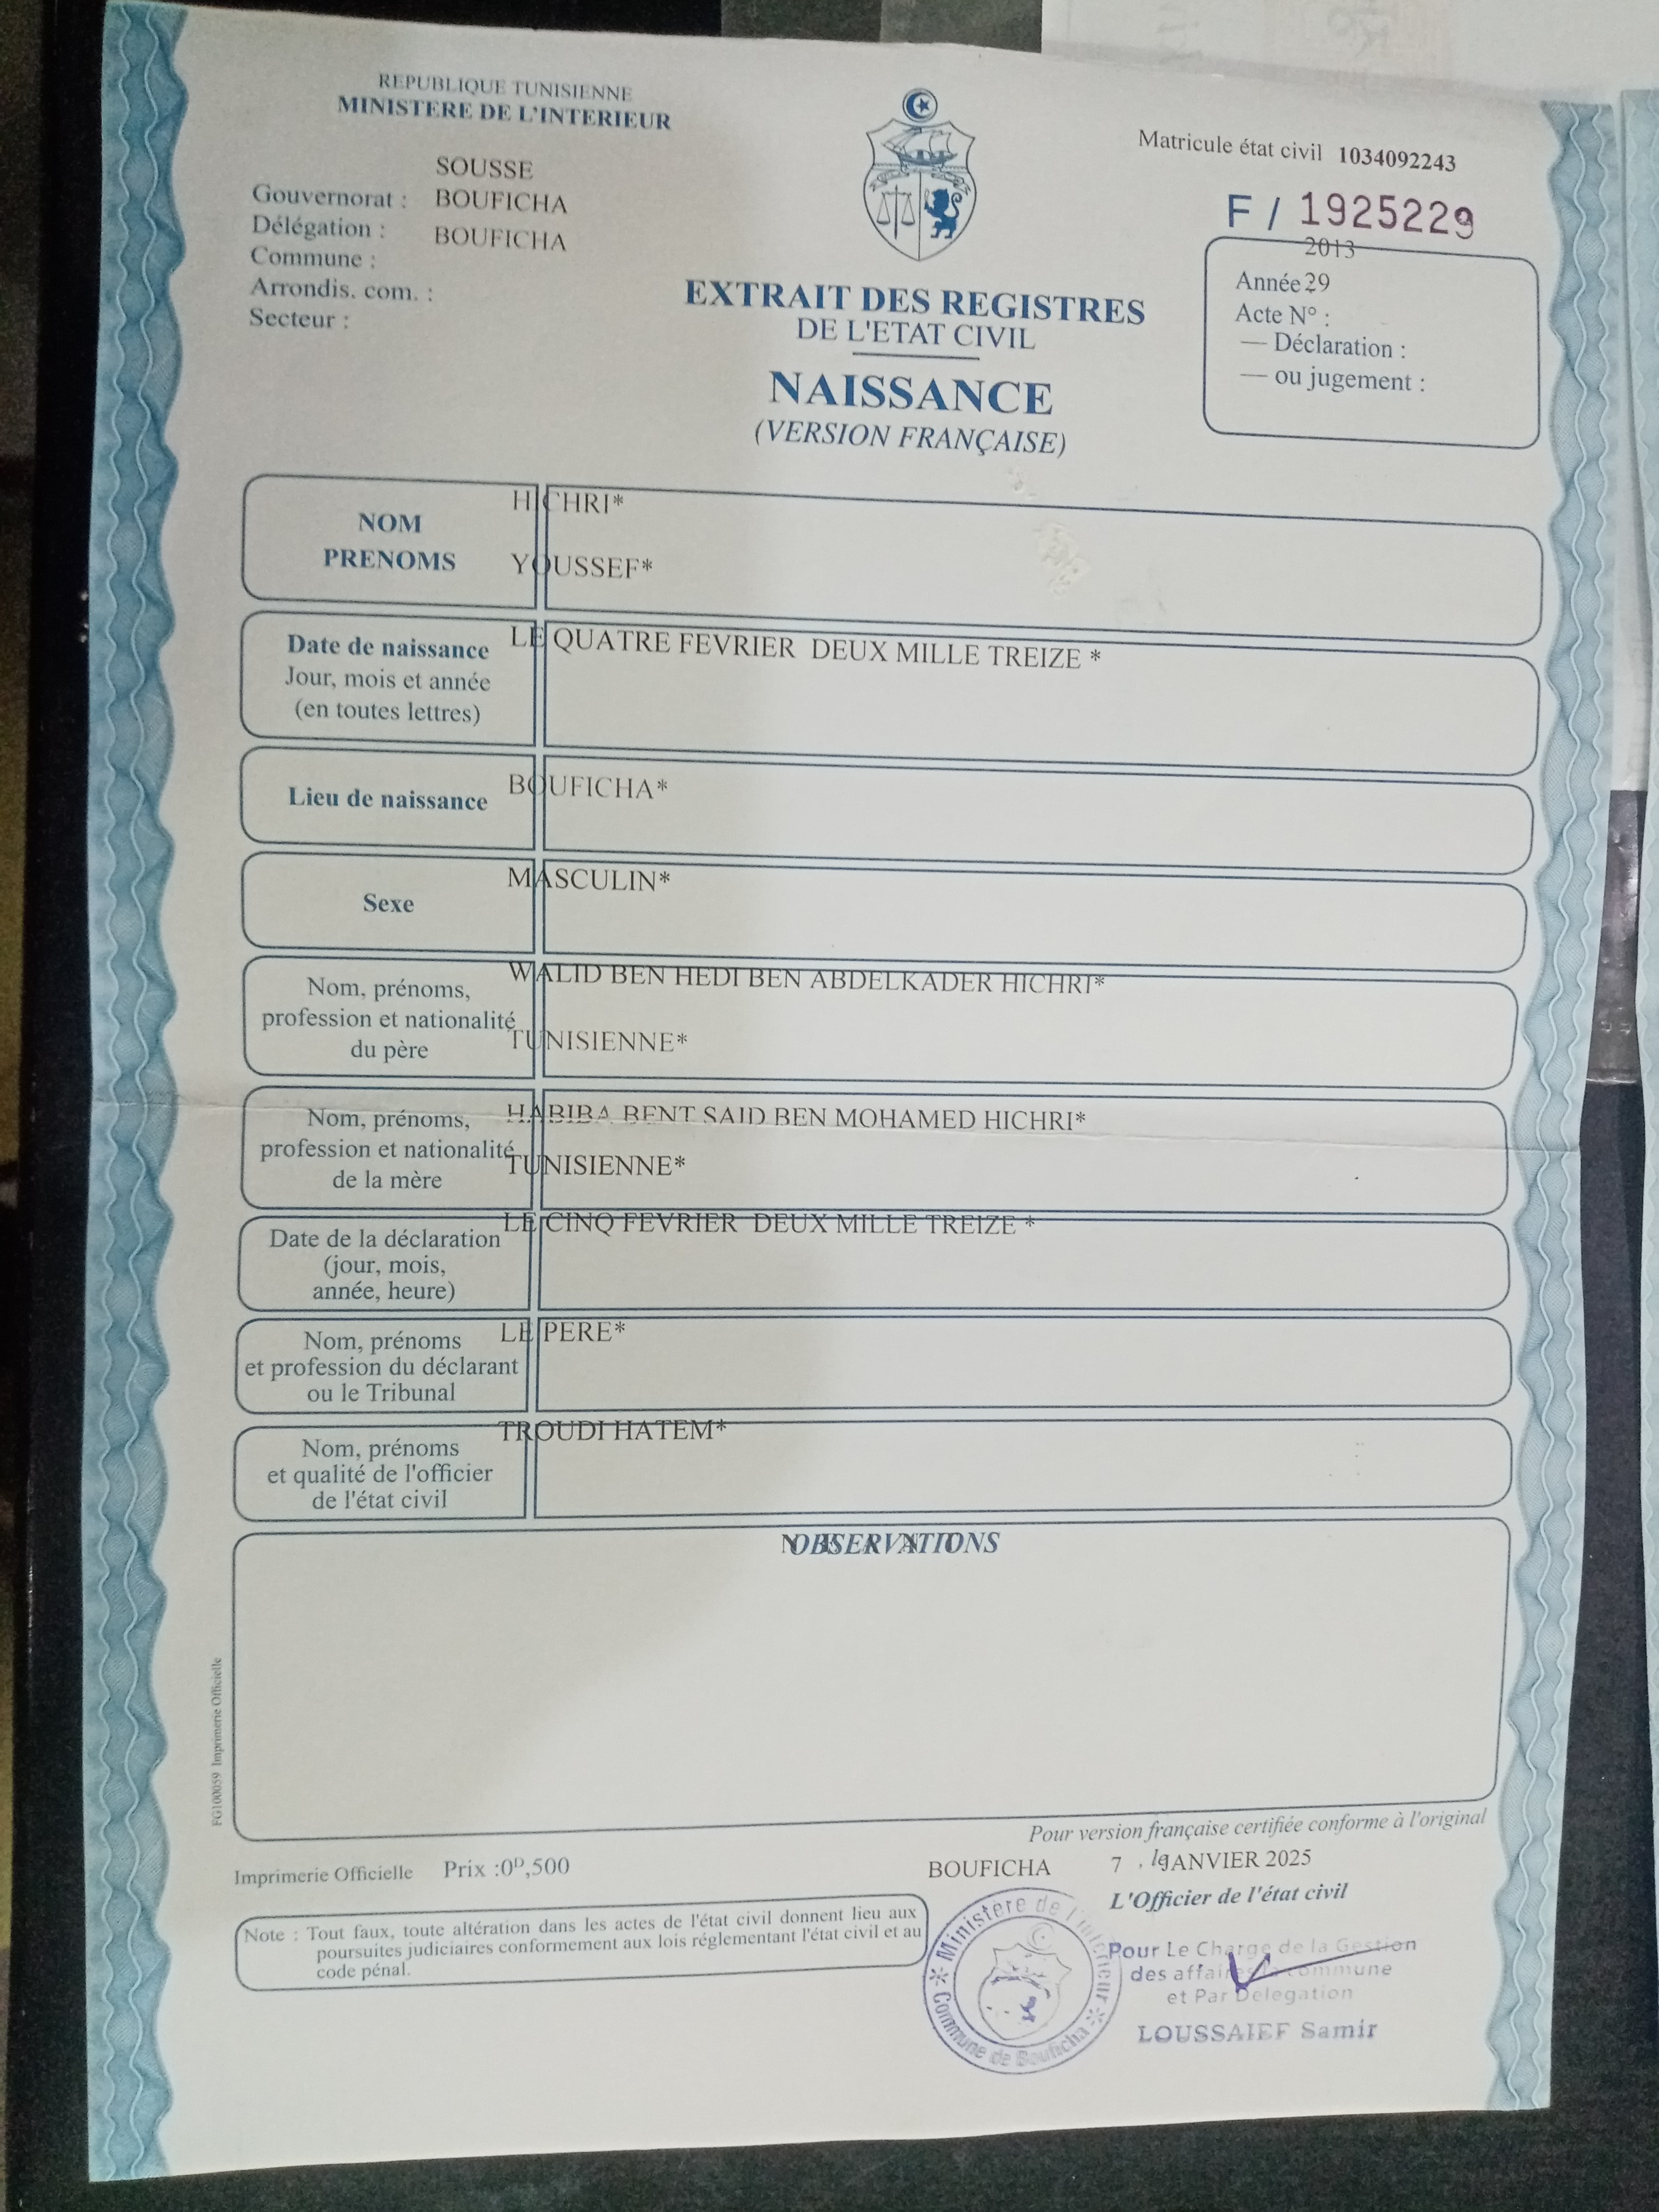 REPUBLIQUE TUNISIENNE
MINISTERE DE L'INTERIEUR
SOUSSE
Gouvernorat : BOUFICHA
Délégation : BOUFICHA
Commune :
Arrondis. com. :
Secteur :
Matricule état civil 1034092243
F / 1925229
2013
Année 29
Acte N° :
— Déclaration :
— ou jugement :
EXTRAIT DES REGISTRES
DE L'ETAT CIVIL
NAISSANCE
(VERSION FRANÇAISE)
NOM HICHRI*
PRENOMS YOUSSEF*
Date de naissance LE QUATRE FEVRIER DEUX MILLE TREIZE *
Jour, mois et année
(en toutes lettres)
Lieu de naissance BOUFICHA*
Sexe MASCULIN*
WALID BEN HEDI BEN ABDELKADER HICHRI*
Nom, prénoms,
profession et nationalité
du père TUNISIENNE*
Nom, prénoms, HABIBA BENT SAID BEN MOHAMED HICHRI*
profession et nationalité TUNISIENNE*
de la mère
LE CINQ FEVRIER DEUX MILLE TREIZE *
Date de la déclaration
(jour, mois,
année, heure)
Nom, prénoms LE PERE*
et profession du déclarant
ou le Tribunal
TROUDI HATEM*
Nom, prénoms
et qualité de l'officier
de l'état civil
OBSERVATIONS
FG100059 Imprimerie Officielle
Pour version française certifiée conforme à l'original
Imprimerie Officielle Prix :0D,500
BOUFICHA 7 , le JANVIER 2025
L'Officier de l'état civil
Note : Tout faux, toute altération dans les actes de l'état civil donnent lieu aux
poursuites judiciaires conformement aux lois réglementant l'état civil et au
code pénal.
Ministere de l'interieur
Commune de Bouficha
Pour Le Charge de la Gestion
des affaires la commune
et Par Delegation
LOUSSAIEF Samir